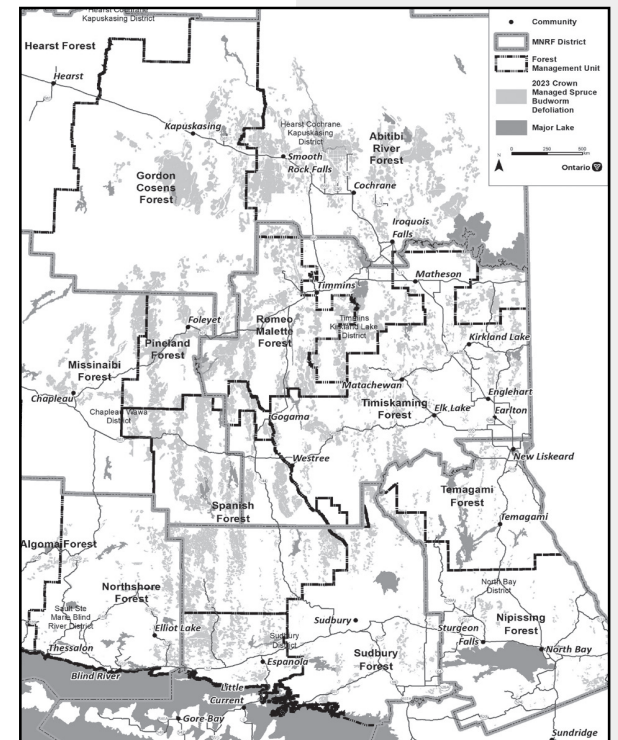 Hearst Cochrane
Kapuskasing District
Hearst Forest
Hearst
Kapuskasing
Hearst Cochrane
Kapuskasing
District
Abitibi
River
Forest
Smooth
Rock Falls
Gordon
Cosens
Forest
Cochrane
Iroquois
Falls
Timmins
Matheson
Foleyet
Romeo
Malette
Forest
Timmins
Kirkland Lake
District
Pineland
Forest
Kirkland Lake
Missinaibi
Forest
Matachewan
Chapleau
Chapleau Wawa
District
Timiskaming
Forest
Englehart
Elk Lake
Earlton
Gogama
Westree
New Liskeard
Spanish
Forest
Temagami
Forest
Temagami
Algoma Forest
Northshore
Forest
North Bay
District
Sault Ste
Marie Blind
River District
Elliot Lake
Sudbury
Sturgeon
Falls
Nipissing
Forest
North Bay
Thessalon
Sudbury
District
Espanola
Sudbury
Forest
Blind River
Little
Current
Gore Bay
Sundridge
Community
MNRF District
Forest
Management Unit
2023 Crown
Managed Spruce
Budworm
Defoliation
Major Lake
0 250 500
N
Ontario